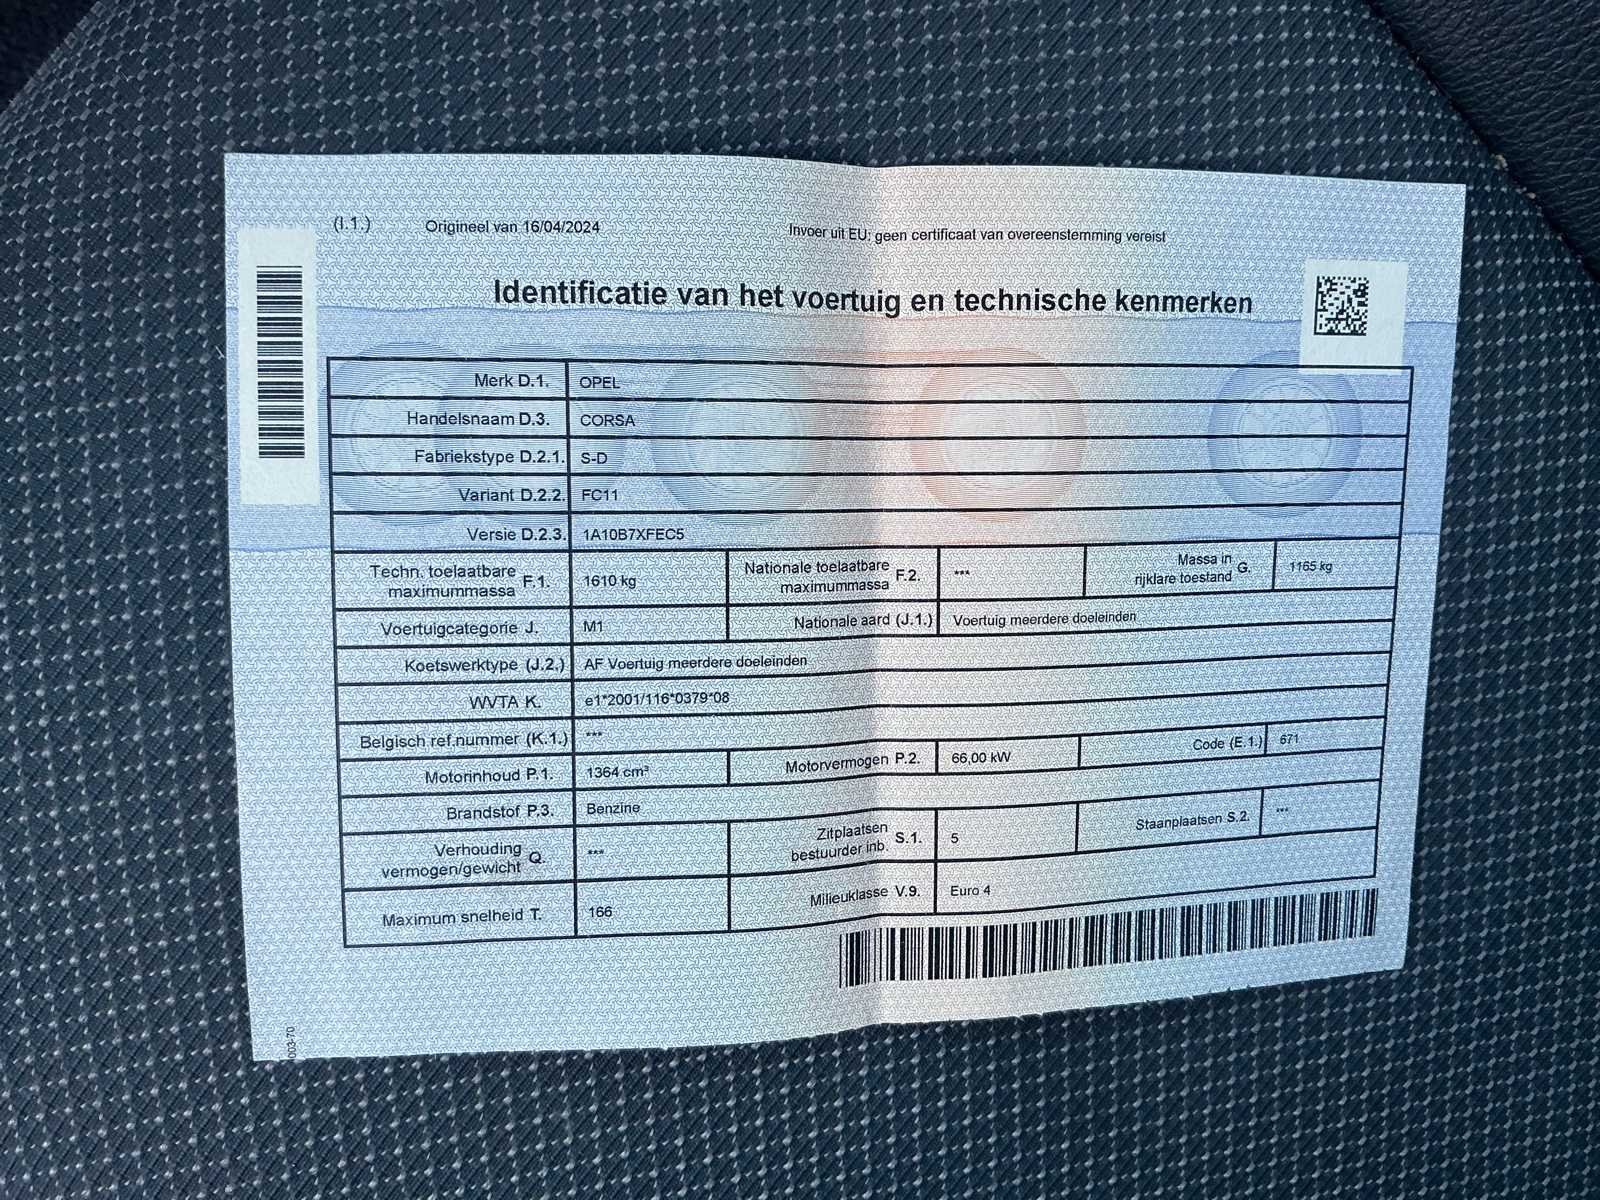 (I.1.) Origineel van 16/04/2024 Invoer uit EU: geen certificaat van overeenstemming vereist
Identificatie van het voertuig en technische kenmerken
Merk D.1. OPEL
Handelsnaam D.3. CORSA
Fabriekstype D.2.1. S-D
Variant D.2.2. FC11
Versie D.2.3. 1A10B7XFEC5
Techn. toelaatbare maximummassa F.1. 1610 kg Nationale toelaatbare maximummassa F.2. *** Massa in rijklare toestand G. 1165 kg
Voertuigcategorie J. M1 Nationale aard (J.1.) Voertuig meerdere doeleinden
Koetswerktype (J.2.) AF Voertuig meerdere doeleinden
WVTA K. e1*2001/116*0379*08
Belgisch ref.nummer (K.1.) ***
Motorinhoud P.1. 1364 cm³ Motorvermogen P.2. 66,00 kW Code (E.1.) 671
Brandstof P.3. Benzine
Verhouding vermogen/gewicht Q. *** Zitplaatsen bestuurder inb. S.1. 5 Staanplaatsen S.2. ***
Maximum snelheid T. 166 Milieuklasse V.9. Euro 4
003-70